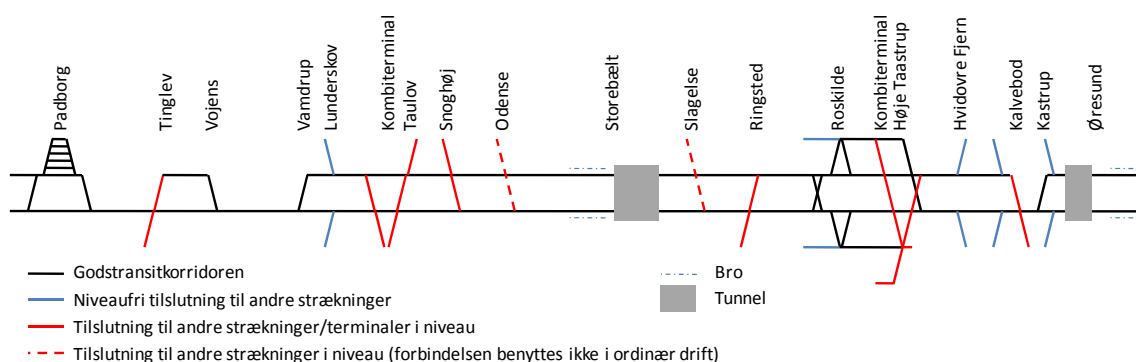 Padborg
Tinglev
Vojens
Vamdrup
Lunderskov
Kombiterminal
Taulov
Snoghøj
Odense
Storebælt
Slagelse
Ringsted
Roskilde
Kombiterminal
Høje Taastrup
Hvidovre Fjern
Kalvebod
Kastrup
Øresund
Godstransitkorridoren
Niveaufri tilslutning til andre strækninger
Tilslutning til andre strækninger/terminaler i niveau
Tilslutning til andre strækninger i niveau (forbindelsen benyttes ikke i ordinær drift)
Bro
Tunnel